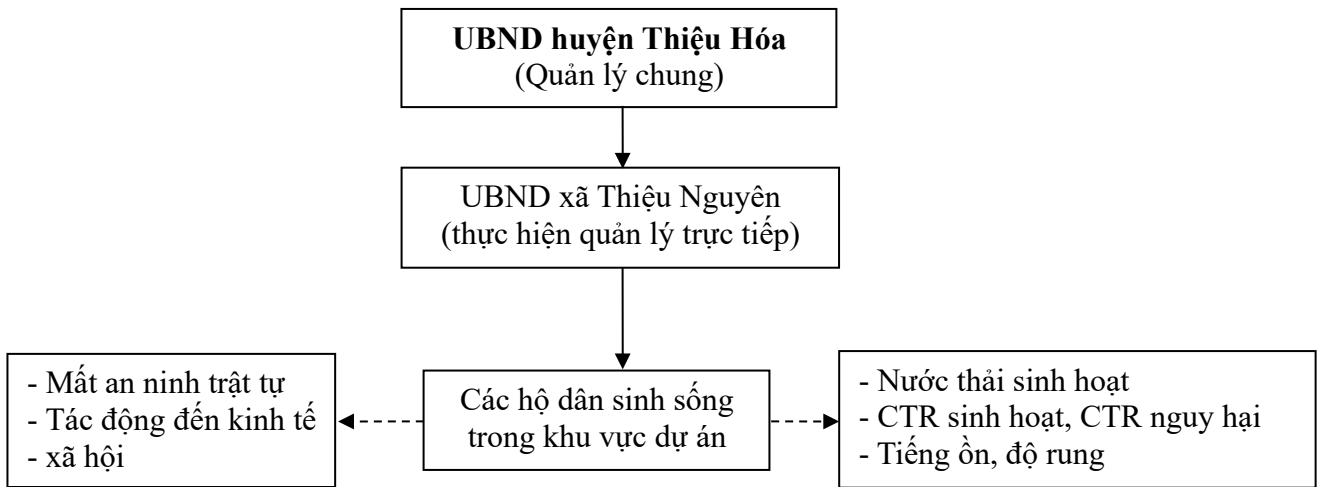 UBND huyện Thiệu Hóa
(Quản lý chung)
UBND xã Thiệu Nguyên
(thực hiện quản lý trực tiếp)
- Mất an ninh trật tự
- Tác động đến kinh tế
- xã hội
Các hộ dân sinh sống
trong khu vực dự án
- Nước thải sinh hoạt
- CTR sinh hoạt, CTR nguy hại
- Tiếng ồn, độ rung